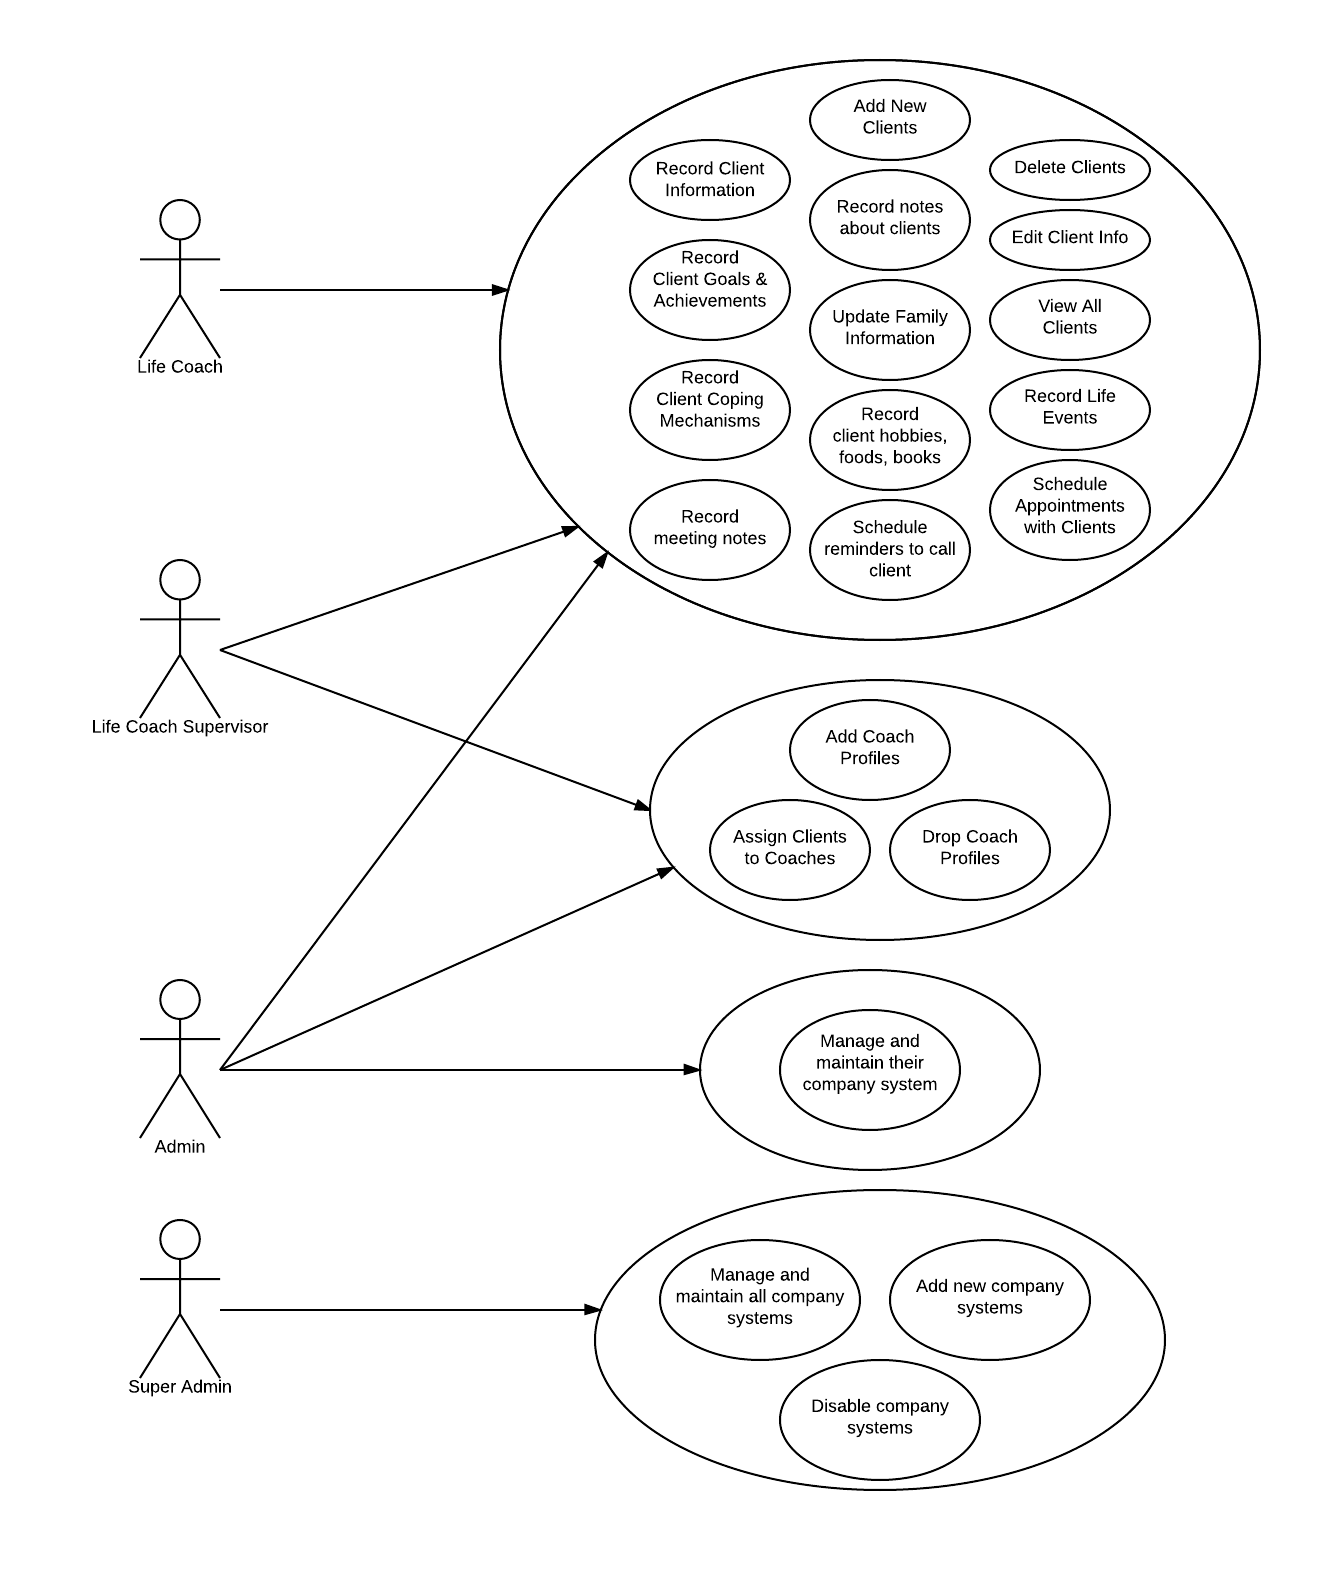 Add New
Clients
Record Client
Information
Delete Clients
Record notes
about clients
Edit Client Info
Record
Client Goals &
Achievements
Update Family
Information
View All
Clients
Life Coach
Record
Client Coping
Mechanisms
Record
client hobbies,
foods, books
Record Life
Events
Record
meeting notes
Schedule
reminders to call
client
Schedule
Appointments
with Clients
Life Coach Supervisor
Add Coach
Profiles
Assign Clients
to Coaches
Drop Coach
Profiles
Manage and
maintain their
company system
Admin
Manage and
maintain all company
systems
Add new company
systems
Super Admin
Disable company
systems